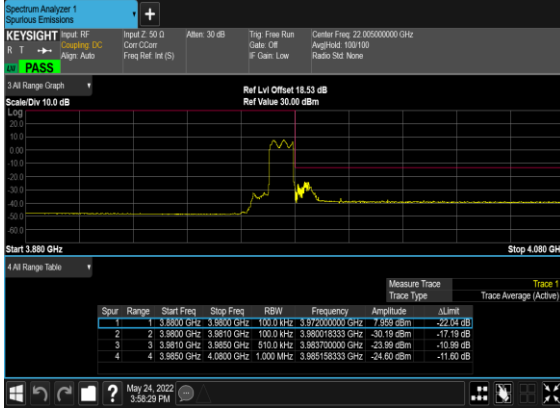 Spectrum Analyzer 1
Spurious Emissions
+
KEYSIGHT Input: RF Input Z: 50 Ω Atten: 30 dB Trig: Free Run Center Freq: 22.005000000 GHz
R T Coupling: DC Corr CCorr Gate: Off Avg|Hold: 100/100
Align: Auto Freq Ref: Int (S) IF Gain: Low Radio Std: None
LXI PASS
3 All Range Graph
Ref Lvl Offset 18.53 dB
Scale/Div 10.0 dB Ref Value 30.00 dBm
Log
20.0
10.0
0.00
-10.0
-20.0
-30.0
-40.0
-50.0
-60.0
Start 3.880 GHz Stop 4.080 GH
4 All Range Table
Measure Trace Trace 1
Trace Type Trace Average (Active)
Spur Range Start Freq Stop Freq RBW Frequency Amplitude ΔLimit
1 1 3.8800 GHz 3.9800 GHz 100.0 kHz 3.972000000 GHz 7.959 dBm -22.04 dB
2 2 3.9800 GHz 3.9810 GHz 100.0 kHz 3.980018333 GHz -30.19 dBm -17.19 dB
3 3 3.9810 GHz 3.9850 GHz 510.0 kHz 3.983700000 GHz -23.99 dBm -10.99 dB
4 4 3.9850 GHz 4.0800 GHz 1.000 MHz 3.985158333 GHz -24.60 dBm -11.60 dB
? May 24, 2022
3:58:29 PM